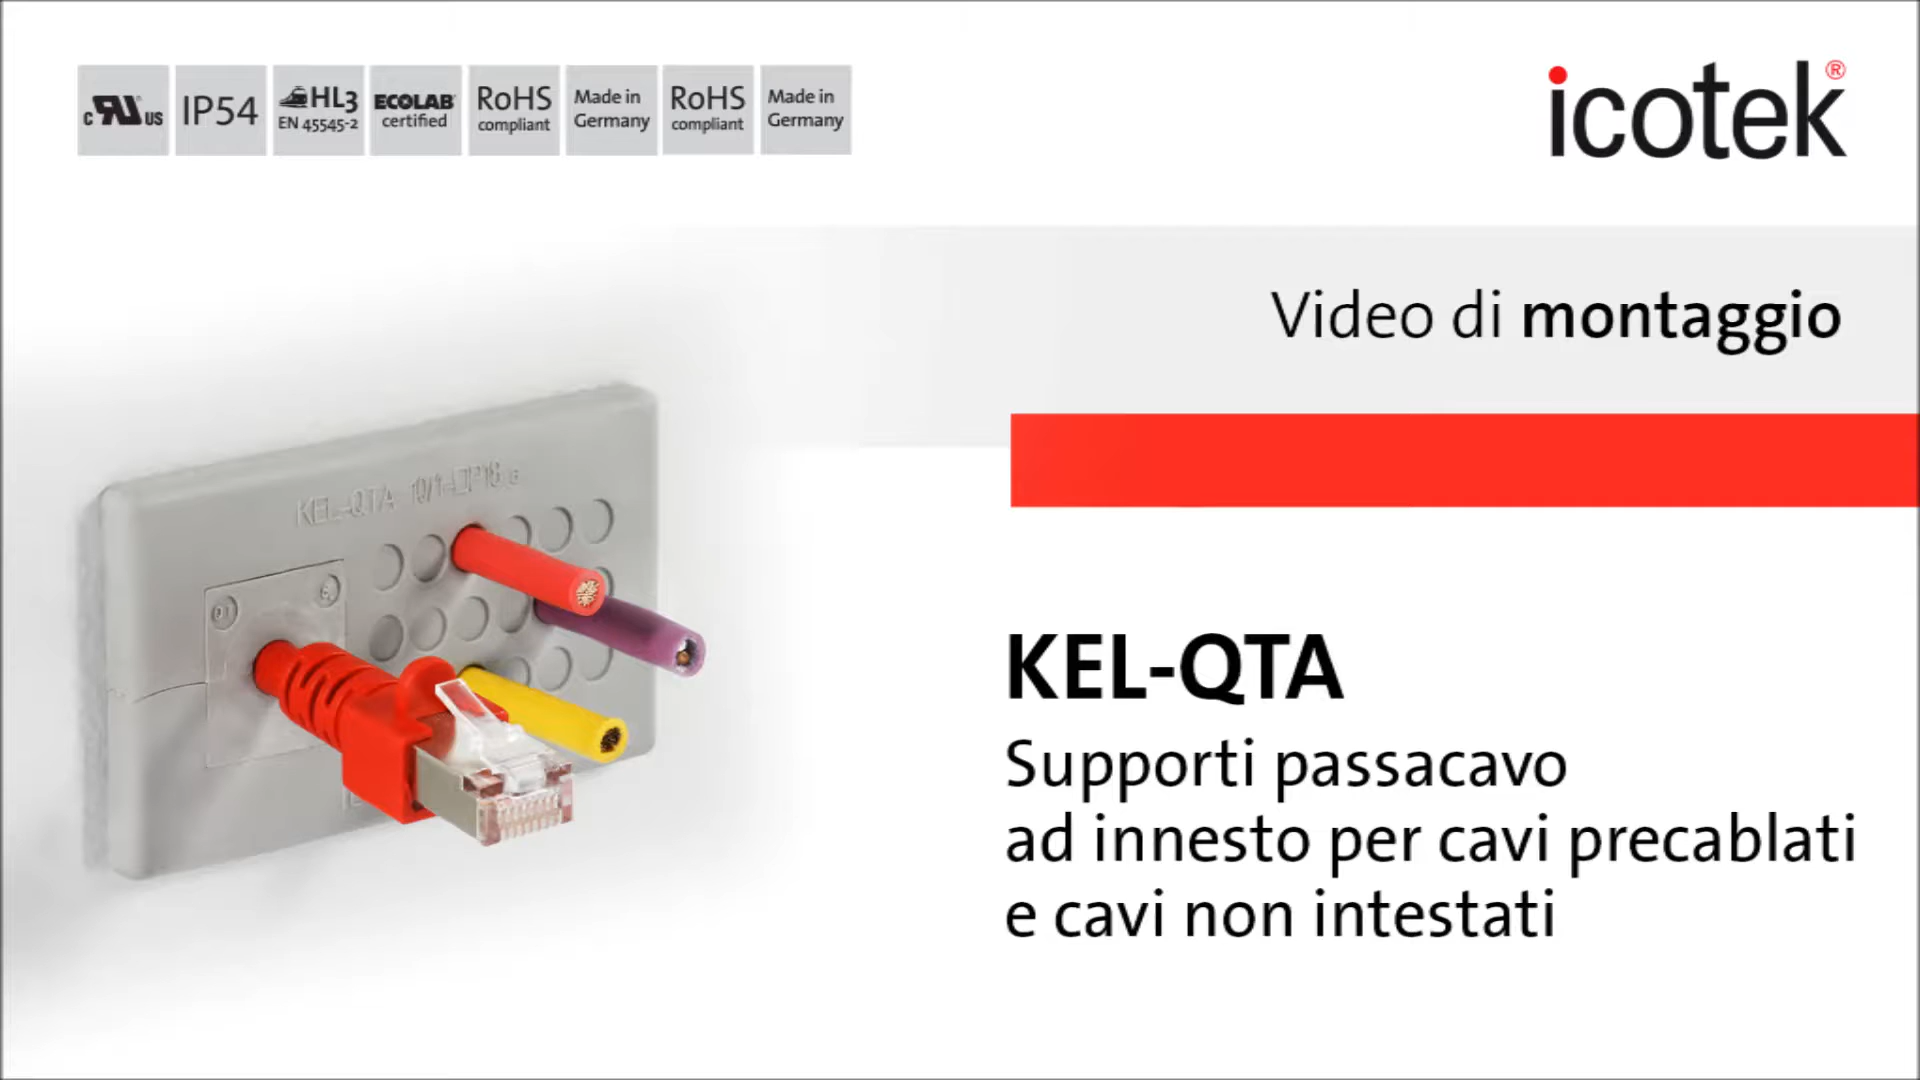 c RU US
IP54
HL3
EN 45545-2
ECOLAB
certified
RoHS
compliant
Made in
Germany
RoHS
compliant
Made in
Germany
icotek®
Video di montaggio
KEL-QTA
KEL-QTA
Supporti passacavo
ad innesto per cavi precablati
e cavi non intestati